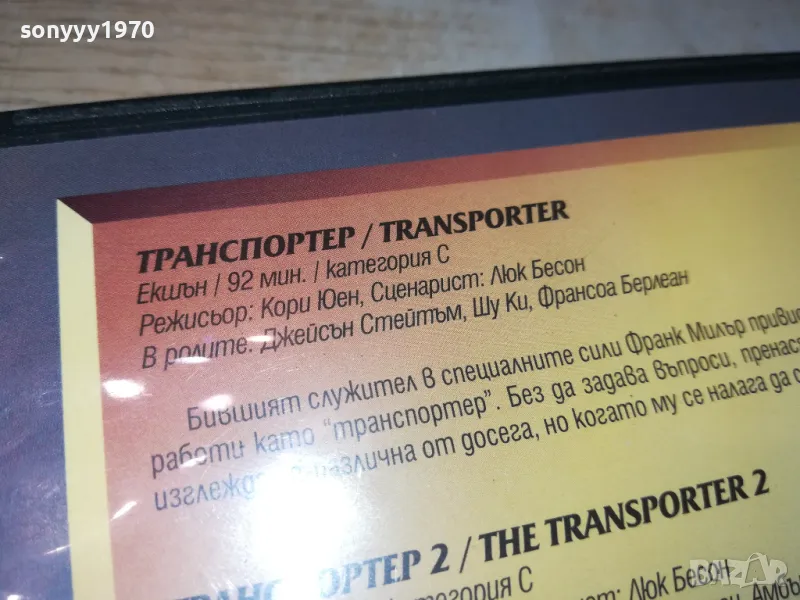 sonyyy1970
ТРАНСПОРТЕР / TRANSPORTER
Екшън / 92 мин. / категория С
Режисьор: Кори Юен, Сценарист: Люк Бесон
В ролите: Джейсън Стейтъм, Шу Ки, Франсоа Берлеан
Бившият служител в специалните сили Франк Милър
работи като "транспортер". Без да задава въпроси,
различна от досега, но когато му се налага да
ТРАНСПОРТЕР 2 / THE TRANSPORTER 2
категория С
Люк Бесон
BAZAR